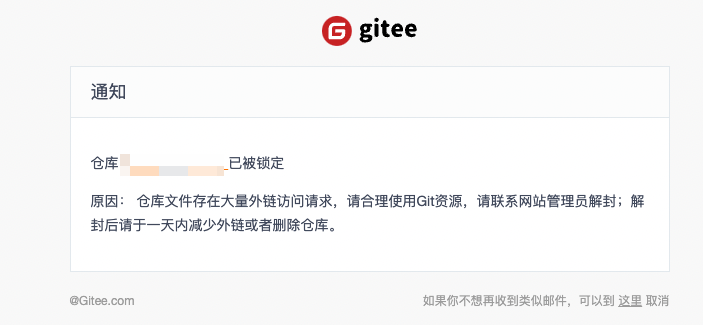 gitee
通知
仓库 _已被锁定
原因： 仓库文件存在大量外链访问请求，请合理使用Git资源，请联系网站管理员解封；解
封后请于一天内减少外链或者删除仓库。
@Gitee.com
如果你不想再收到类似邮件，可以到 这里 取消